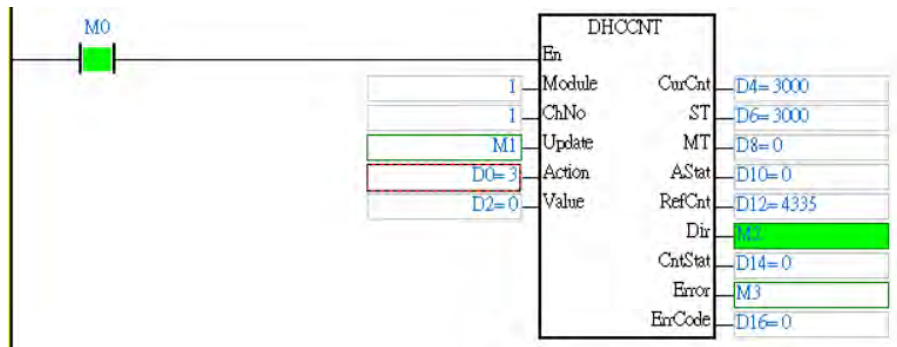 M0
DHCCNT
En
1 Module CurCnt D4=3000
1 ChNo ST D6=3000
M1 Update MT D8=0
D0=3 Action AStat D10=0
D2=0 Value RefCnt D12=4335
Dir M2
CntStat D14=0
Error M3
ErrCode D16=0